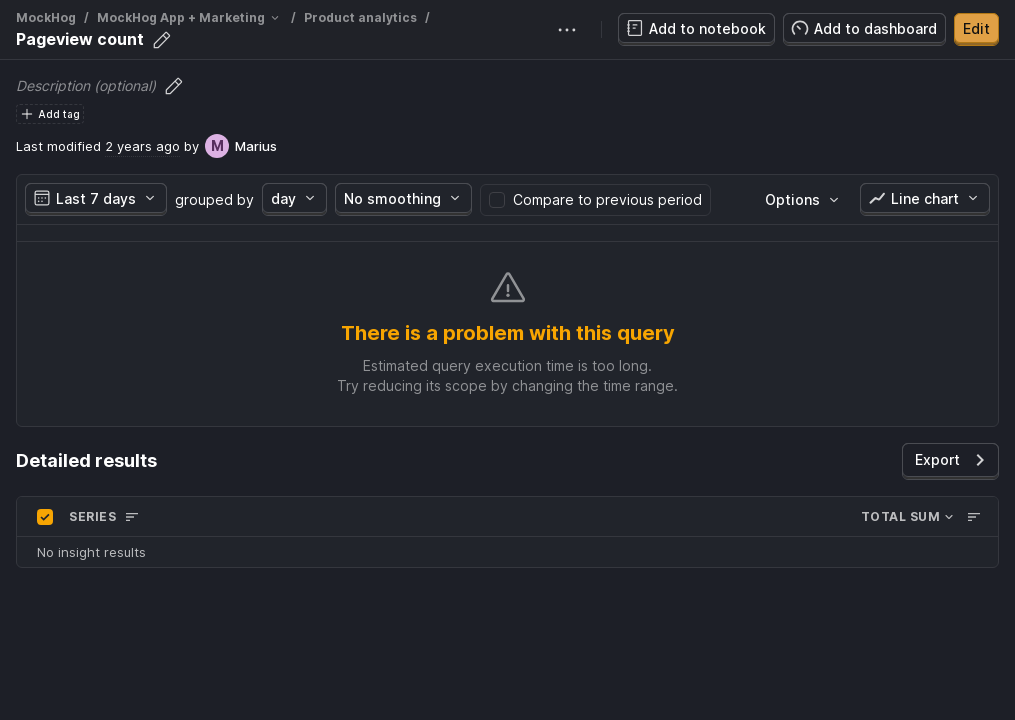 MockHog / MockHog App + Marketing / Product analytics /
Pageview count
Add to notebook
Add to dashboard
Edit
Description (optional)
Add tag
Last modified 2 years ago by M Marius
Last 7 days grouped by day No smoothing Compare to previous period Options Line chart
There is a problem with this query
Estimated query execution time is too long.
Try reducing its scope by changing the time range.
Detailed results
Export
SERIES TOTAL SUM
No insight results